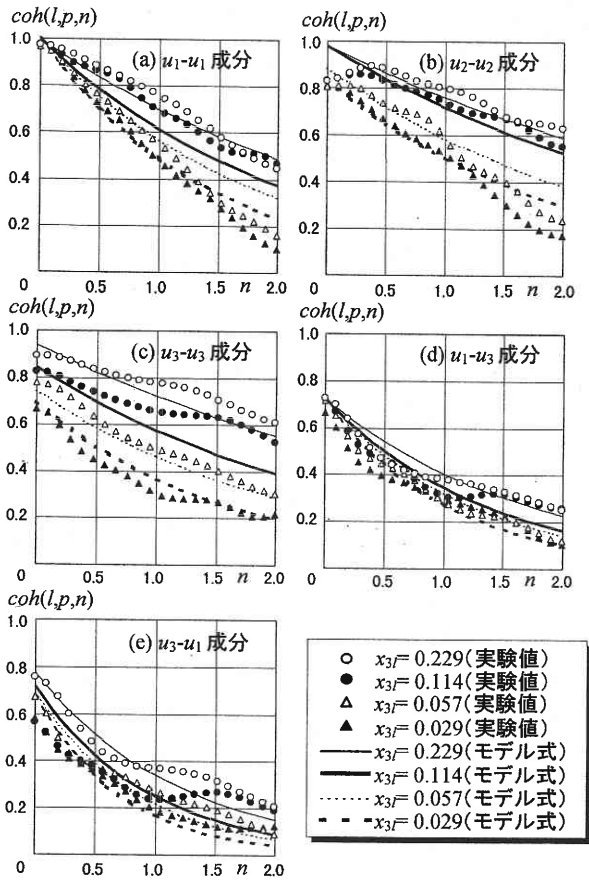 coh(l,p,n)
(a) u1-u1 成分
1.0
0.8
0.6
0.4
0.2
0
0.5
1.0
1.5
n
2.0
coh(l,p,n)
(b) u2-u2 成分
1.0
0.8
0.6
0.4
0.2
0
0.5
1.0
1.5
n
2.0
coh(l,p,n)
(c) u3-u3 成分
1.0
0.8
0.6
0.4
0.2
0
0.5
1.0
1.5
n
2.0
coh(l,p,n)
(d) u1-u3 成分
1.0
0.8
0.6
0.4
0.2
0
0.5
1.0
1.5
n
2.0
coh(l,p,n)
(e) u3-u1 成分
1.0
0.8
0.6
0.4
0.2
0
0.5
1.0
1.5
n
2.0
x3l= 0.229(実験値)
x3l= 0.114(実験値)
x3l= 0.057(実験値)
x3l= 0.029(実験値)
x3l= 0.229(モデル式)
x3l= 0.114(モデル式)
x3l= 0.057(モデル式)
x3l= 0.029(モデル式)